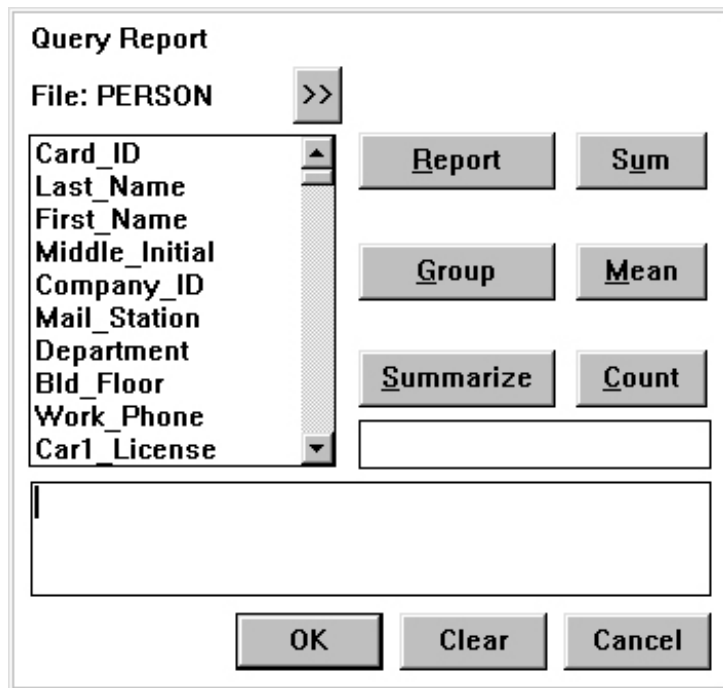 Query Report
File: PERSON >>
Card_ID
Last_Name
First_Name
Middle_Initial
Company_ID
Mail_Station
Department
Bld_Floor
Work_Phone
Car1_License
Report Sum
Group Mean
Summarize Count
OK Clear Cancel